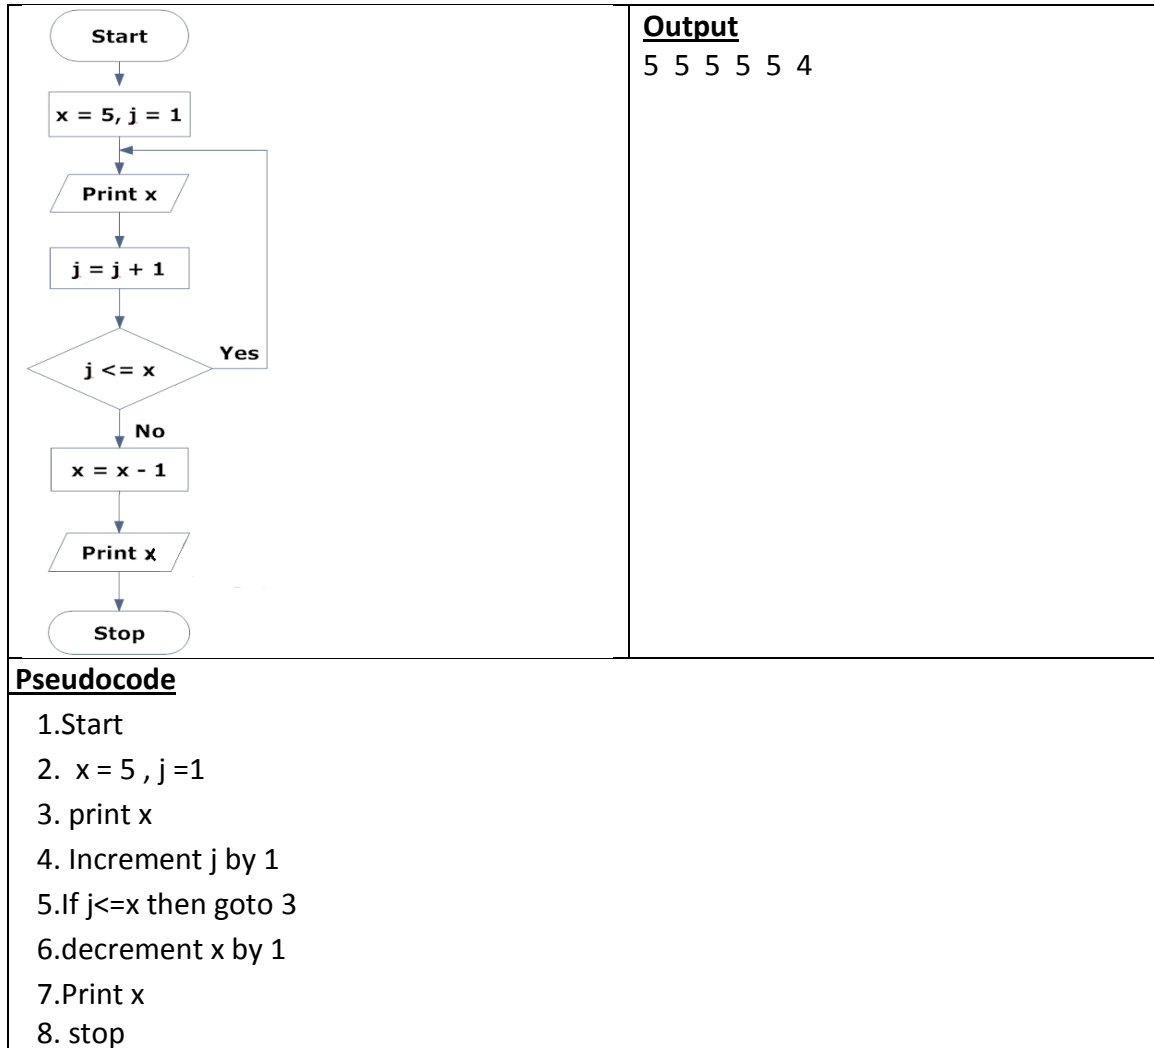 Start
x = 5, j = 1
Print x
j = j + 1
j <= x
Yes
No
x = x - 1
Print x
Stop
Output
5 5 5 5 5 4
Pseudocode
1.Start
2. x = 5 , j =1
3. print x
4. Increment j by 1
5.If j<=x then goto 3
6.decrement x by 1
7.Print x
8. stop